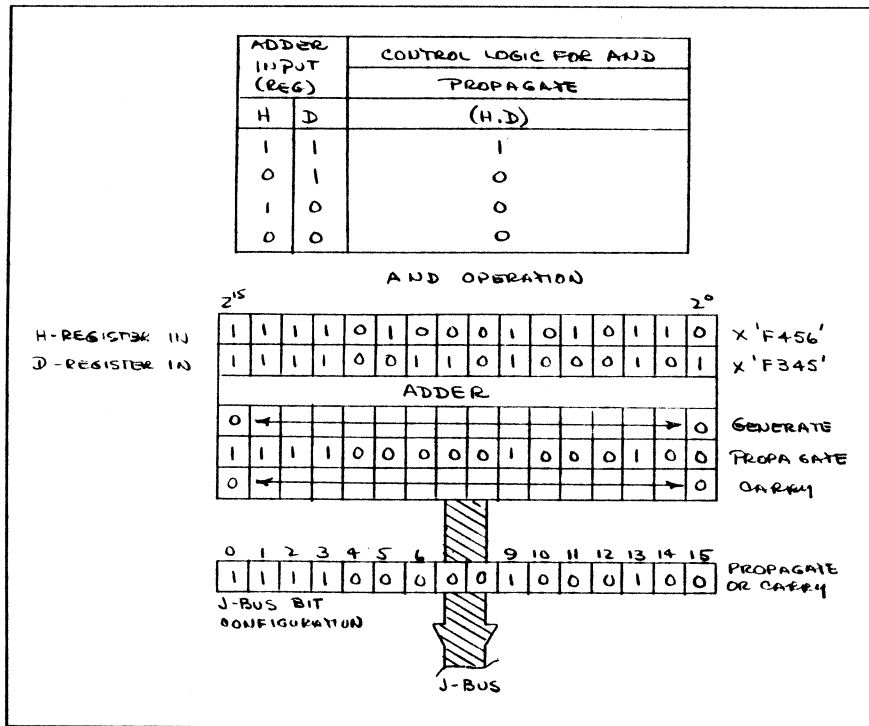 ADDER INPUT (REG)
CONTROL LOGIC FOR AND
PROPAGATE
H D (H.D)
1 1 1
0 1 0
1 0 0
0 0 0
AND OPERATION
2¹⁵ 2⁰
H-REGISTER IN 1 1 1 1 0 1 0 0 0 1 0 1 0 1 1 0 X'F456'
D-REGISTER IN 1 1 1 1 0 0 1 1 0 1 0 0 0 1 0 1 X'F345'
ADDER
0 0 GENERATE
1 1 1 1 0 0 0 0 0 1 0 0 0 1 0 0 PROPAGATE
0 0 CARRY
0 1 2 3 4 5 6 9 10 11 12 13 14 15
1 1 1 1 0 0 0 0 0 1 0 0 0 1 0 0 PROPAGATE OR CARRY
J-BUS BIT
CONFIGURATION
J-BUS